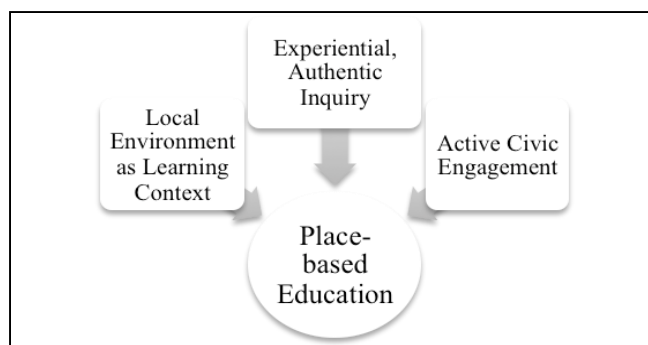 Experiential,
Authentic
Inquiry
Local
Environment
as Learning
Context
Active Civic
Engagement
Place-
based
Education